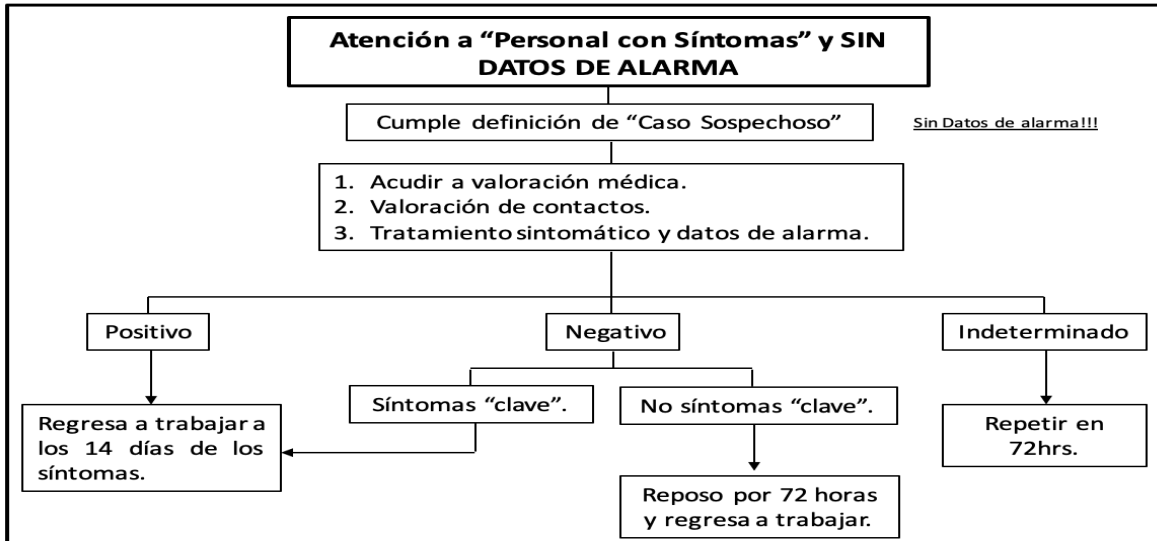 Atención a “Personal con Síntomas” y SIN
DATOS DE ALARMA
Cumple definición de “Caso Sospechoso”
Sin Datos de alarma!!!
1. Acudir a valoración médica.
2. Valoración de contactos.
3. Tratamiento sintomático y datos de alarma.
Positivo
Negativo
Indeterminado
Síntomas “clave”.
No síntomas “clave”.
Regresa a trabajar a
los 14 días de los
síntomas.
Repetir en
72hrs.
Reposo por 72 horas
y regresa a trabajar.